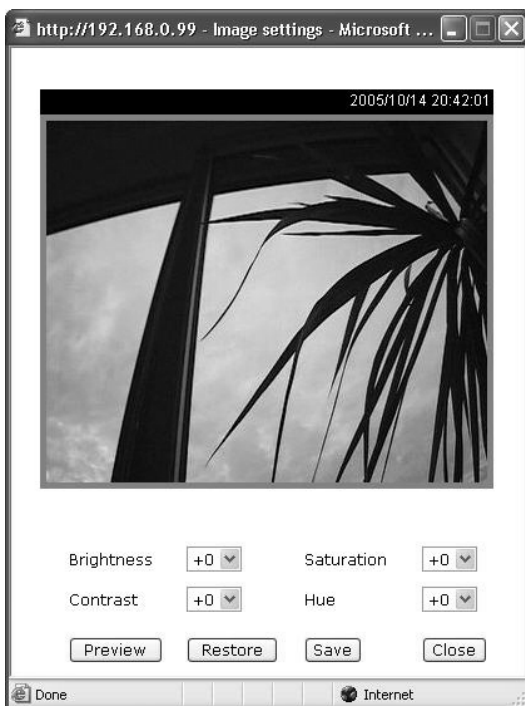 http://192.168.0.99 - Image settings - Microsoft ...
2005/10/14 20:42:01
Brightness +0 Saturation +0
Contrast +0 Hue +0
Preview Restore Save Close
Done Internet